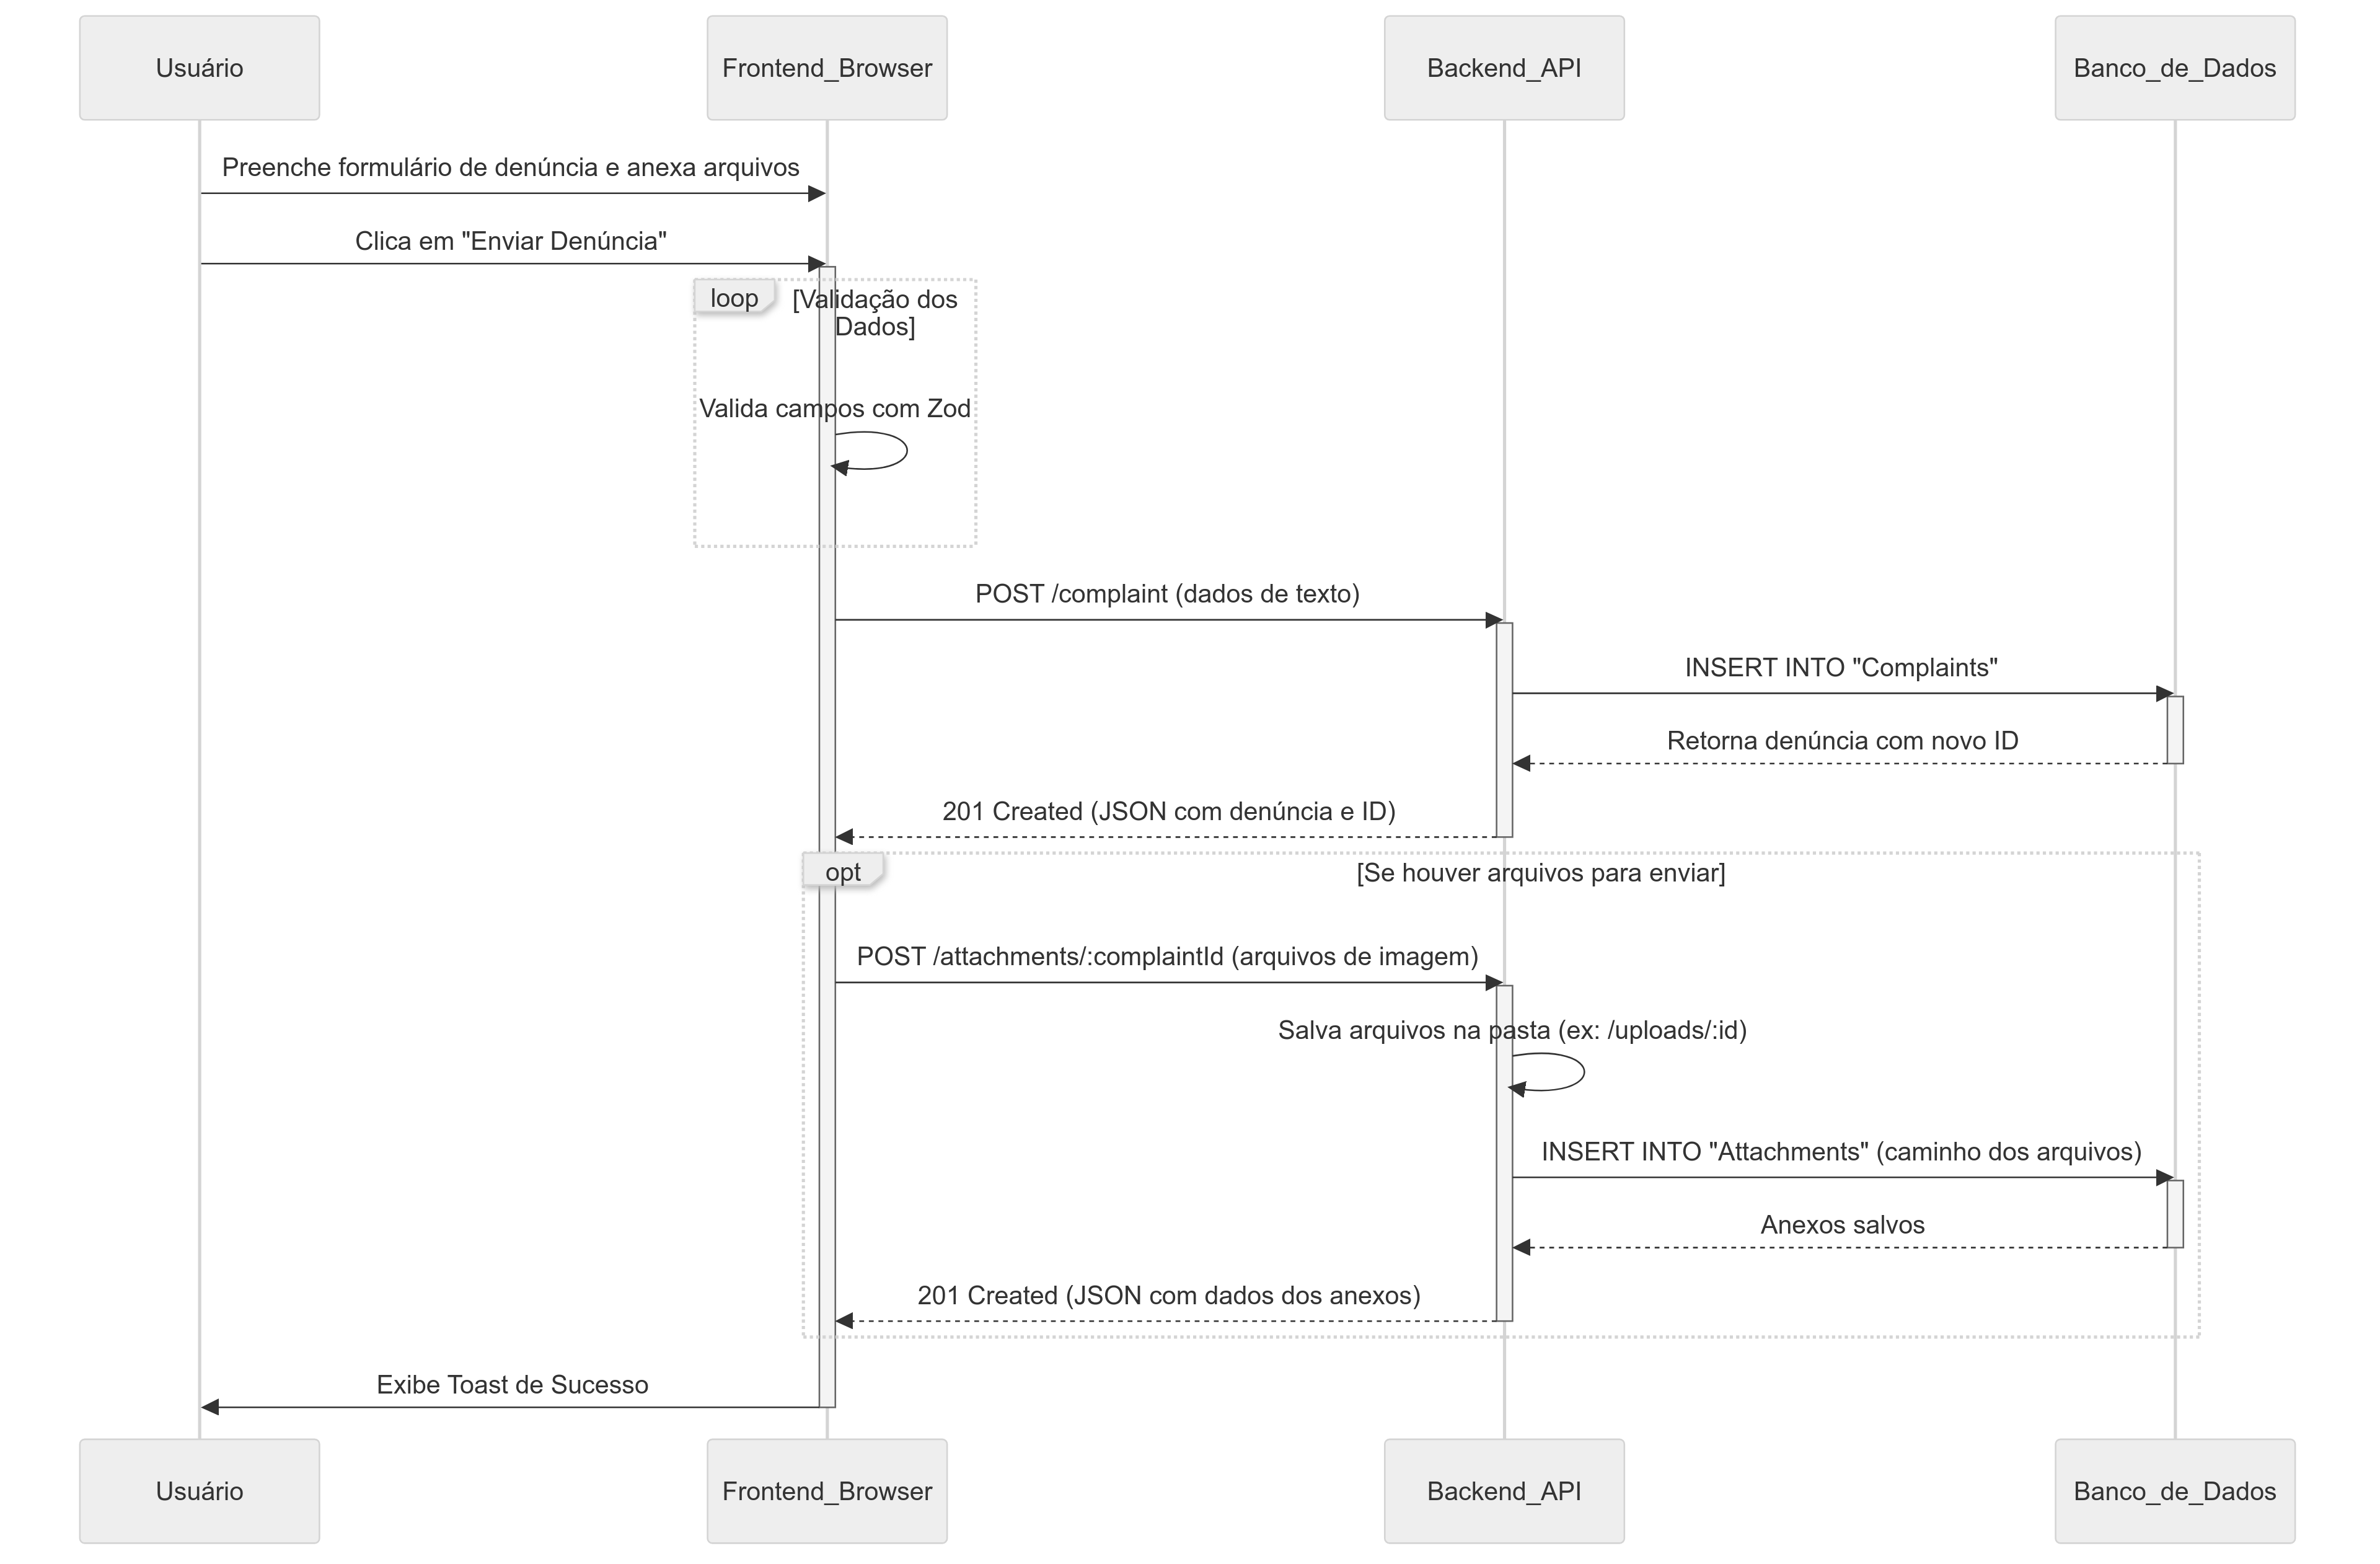 Usuário
Frontend_Browser
Backend_API
Banco_de_Dados
Preenche formulário de denúncia e anexa arquivos
Clica em "Enviar Denúncia"
loop
[Validação dos
Dados]
Valida campos com Zod
POST /complaint (dados de texto)
INSERT INTO "Complaints"
Retorna denúncia com novo ID
201 Created (JSON com denúncia e ID)
opt
[Se houver arquivos para enviar]
POST /attachments/:complaintId (arquivos de imagem)
Salva arquivos na pasta (ex: /uploads/:id)
INSERT INTO "Attachments" (caminho dos arquivos)
Anexos salvos
201 Created (JSON com dados dos anexos)
Exibe Toast de Sucesso
Usuário
Frontend_Browser
Backend_API
Banco_de_Dados